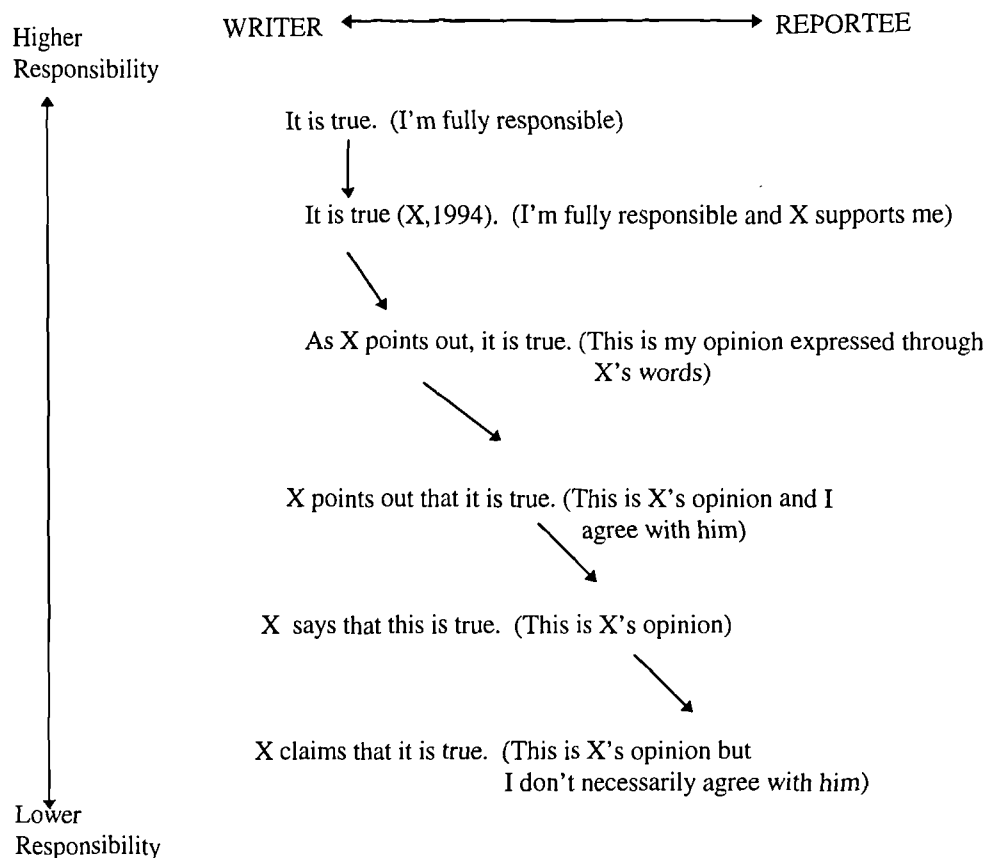 WRITER REPORTEE
Higher
Responsibility
It is true. (I'm fully responsible)
It is true (X,1994). (I'm fully responsible and X supports me)
As X points out, it is true. (This is my opinion expressed through
X's words)
X points out that it is true. (This is X's opinion and I
agree with him)
X says that this is true. (This is X's opinion)
X claims that it is true. (This is X's opinion but
I don't necessarily agree with him)
Lower
Responsibility